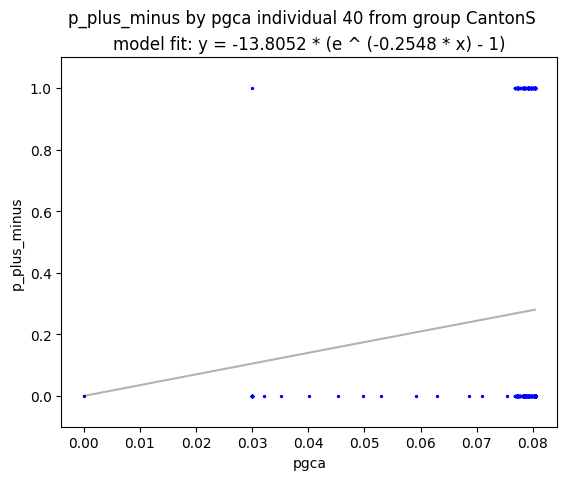 p_plus_minus by pgca individual 40 from group CantonS
model fit: y = -13.8052 * (e ^ (-0.2548 * x) - 1)
1.0
0.8
0.6
0.4
0.2
0.0
p_plus_minus
0.00 0.01 0.02 0.03 0.04 0.05 0.06 0.07 0.08
pgca